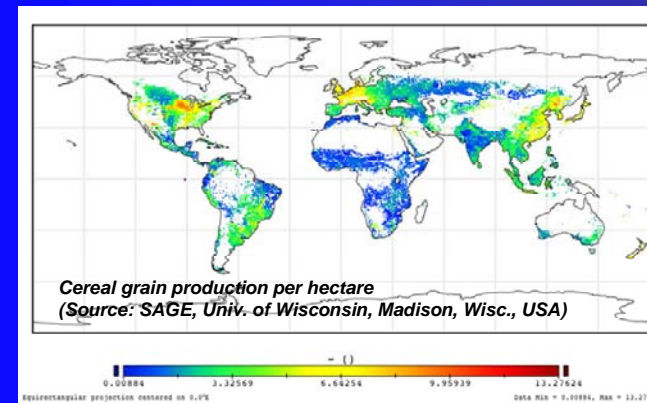 Cereal grain production per hectare
(Source: SAGE, Univ. of Wisconsin, Madison, Wisc., USA)
- ()
0.00884 3.32569 6.64254 9.95939 13.27624
Equirectangular projection centered on 0.0°E Data Min = 0.00884, Max = 13.27